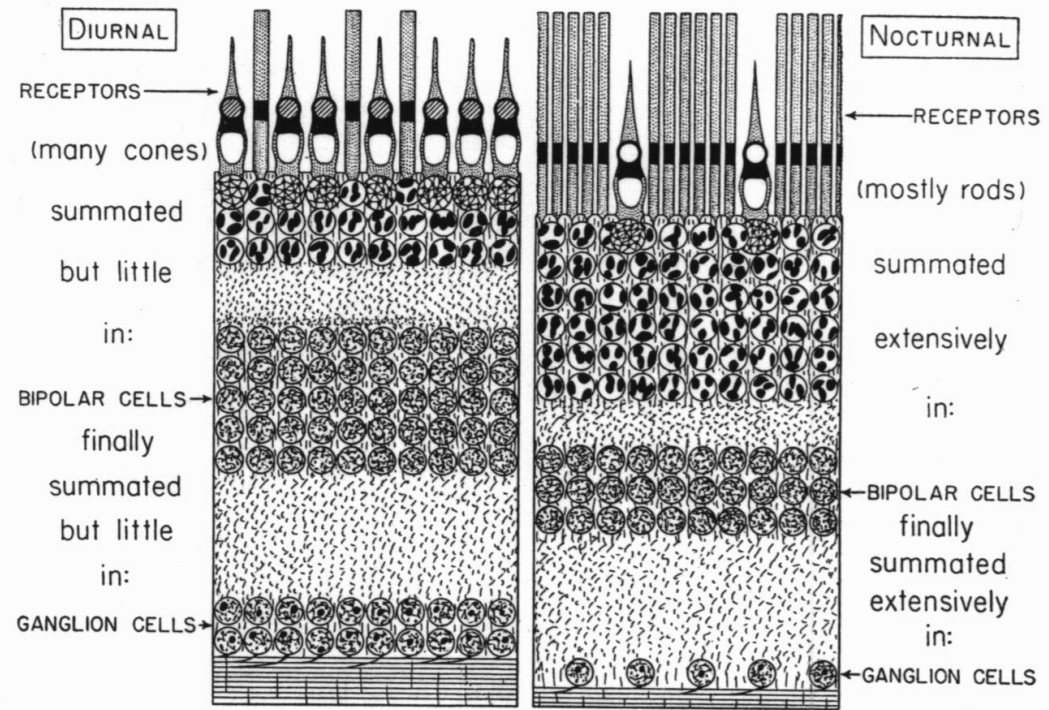 DIURNAL
RECEPTORS
(many cones)
summated
but little
in:
BIPOLAR CELLS
finally
summated
but little
in:
GANGLION CELLS
NOCTURNAL
RECEPTORS
(mostly rods)
summated
extensively
in:
BIPOLAR CELLS
finally
summated
extensively
in:
GANGLION CELLS